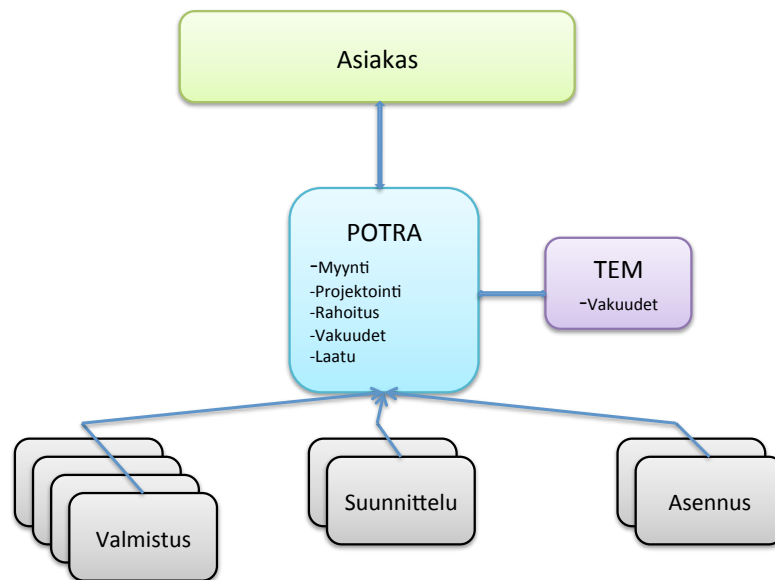 Asiakas
POTRA
-Myynti
-Projektointi
-Rahoitus
-Vakuudet
-Laatu
TEM
-Vakuudet
Valmistus
Suunnittelu
Asennus